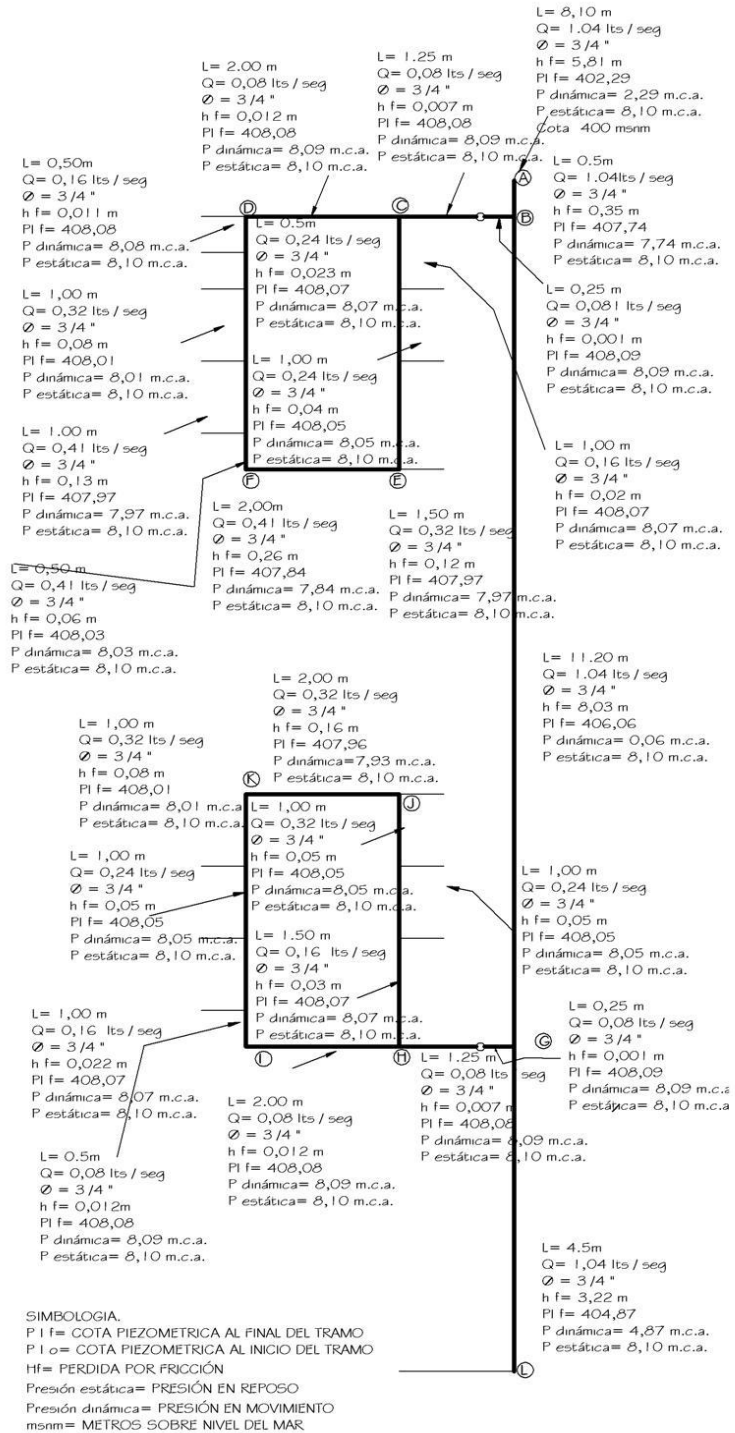 L= 8,10 m
Q= 1.04 lts / seg
Ø = 3/4 "
h f= 5,81 m
PI f= 402,29
P dinámica= 2,29 m.c.a.
P estática= 8,10 m.c.a.
Cota 400 msnm
L= 2.00 m
Q= 0,08 lts / seg
Ø = 3/4 "
h f= 0,012 m
PI f= 408,08
P dinámica= 8,09 m.c.a.
P estática= 8,10 m.c.a.
L= 1.25 m
Q= 0,08 lts / seg
Ø = 3/4 "
h f= 0,007 m
PI f= 408,08
P dinámica= 8,09 m.c.a.
P estática= 8,10 m.c.a.
A
L= 0,50m
Q= 0,16 lts / seg
Ø = 3/4 "
h f= 0,011 m
PI f= 408,08
P dinámica= 8,08 m.c.a.
P estática= 8,10 m.c.a.
D
C
B
L= 0.5m
Q= 1.04lts / seg
Ø = 3/4 "
h f= 0,35 m
PI f= 407,74
P dinámica= 7,74 m.c.a.
P estática= 8,10 m.c.a.
L= 0.5m
Q= 0,24 lts / seg
Ø = 3/4 "
h f= 0,023 m
PI f= 408,07
P dinámica= 8,07 m.c.a.
P estática= 8,10 m.c.a.
L= 0,25 m
Q= 0,081 lts / seg
Ø = 3/4 "
h f= 0,001 m
PI f= 408,09
P dinámica= 8,09 m.c.a.
P estática= 8,10 m.c.a.
L= 1,00 m
Q= 0,32 lts / seg
Ø = 3/4 "
h f= 0,08 m
PI f= 408,01
P dinámica= 8,01 m.c.a.
P estática= 8,10 m.c.a.
L= 1,00 m
Q= 0,24 lts / seg
Ø = 3/4 "
h f= 0,04 m
PI f= 408,05
P dinámica= 8,05 m.c.a.
P estática= 8,10 m.c.a.
L= 1.00 m
Q= 0,41 lts / seg
Ø = 3/4 "
h f= 0,13 m
PI f= 407,97
P dinámica= 7,97 m.c.a.
P estática= 8,10 m.c.a.
L= 1,00 m
Q= 0,16 lts / seg
Ø = 3/4 "
h f= 0,02 m
PI f= 408,07
P dinámica= 8,07 m.c.a.
P estática= 8,10 m.c.a.
F
E
L= 2,00m
Q= 0,41 lts / seg
Ø = 3/4 "
h f= 0,26 m
PI f= 407,84
P dinámica= 7,84 m.c.a.
P estática= 8,10 m.c.a.
L= 1,50 m
Q= 0,32 lts / seg
Ø = 3/4 "
h f= 0,12 m
PI f= 407,97
P dinámica= 7,97 m.c.a.
P estática= 8,10 m.c.a.
L= 0,50 m
Q= 0,41 lts / seg
Ø = 3/4 "
h f= 0,06 m
PI f= 408,03
P dinámica= 8,03 m.c.a.
P estática= 8,10 m.c.a.
L= 11.20 m
Q= 1.04 lts / seg
Ø = 3/4 "
h f= 8,03 m
PI f= 406,06
P dinámica= 0,06 m.c.a.
P estática= 8,10 m.c.a.
L= 2,00 m
Q= 0,32 lts / seg
Ø = 3/4 "
h f= 0,16 m
PI f= 407,96
P dinámica=7,93 m.c.a.
P estática= 8,10 m.c.a.
L= 1,00 m
Q= 0,32 lts / seg
Ø = 3/4 "
h f= 0,08 m
PI f= 408,01
P dinámica= 8,01 m.c.a
P estática= 8,10 m.c.a.
K
J
L= 1,00 m
Q= 0,32 lts / seg
Ø = 3/4 "
h f= 0,05 m
PI f= 408,05
P dinámica=8,05 m.c.a.
P estática= 8,10 m.c.a.
L= 1,00 m
Q= 0,24 lts / seg
Ø = 3/4 "
h f= 0,05 m
PI f= 408,05
P dinámica= 8,05 m.c.a.
P estática= 8,10 m.c.a.
L= 1,00 m
Q= 0,24 lts / seg
Ø = 3/4 "
h f= 0,05 m
PI f= 408,05
P dinámica= 8,05 m.c.a.
P estática= 8,10 m.c.a.
L= 1.50 m
Q= 0,16 lts / seg
Ø = 3/4 "
h f= 0,03 m
PI f= 408,07
P dinámica= 8,07 m.c.a.
P estática= 8,10 m.c.a.
L= 1,00 m
Q= 0,16 lts / seg
Ø = 3/4 "
h f= 0,022 m
PI f= 408,07
P dinámica= 8,07 m.c.a.
P estática= 8,10 m.c.a.
L= 0,25 m
Q= 0,08 lts / seg
Ø = 3/4 "
h f= 0,001 m
PI f= 408,09
P dinámica= 8,09 m.c.a
P estática= 8,10 m.c.a.
I
H
G
L= 1.25 m
Q= 0,08 lts / seg
Ø = 3/4 "
h f= 0,007 m
PI f= 408,08
P dinámica= 8,09 m.c.a.
P estática= 8,10 m.c.a.
L= 2.00 m
Q= 0,08 lts / seg
Ø = 3/4 "
h f= 0,012 m
PI f= 408,08
P dinámica= 8,09 m.c.a.
P estática= 8,10 m.c.a.
L= 0.5m
Q= 0,08 lts / seg
Ø = 3/4 "
h f= 0,012m
PI f= 408,08
P dinámica= 8,09 m.c.a.
P estática= 8,10 m.c.a.
L= 4.5m
Q= 1,04 lts / seg
Ø = 3/4 "
h f= 3,22 m
PI f= 404,87
P dinámica= 4,87 m.c.a.
P estática= 8,10 m.c.a.
L
SIMBOLOGIA.
P I f= COTA PIEZOMETRICA AL FINAL DEL TRAMO
P I o= COTA PIEZOMETRICA AL INICIO DEL TRAMO
Hf= PERDIDA POR FRICCIÓN
Presión estática= PRESIÓN EN REPOSO
Presión dinámica= PRESIÓN EN MOVIMIENTO
msnm= METROS SOBRE NIVEL DEL MAR